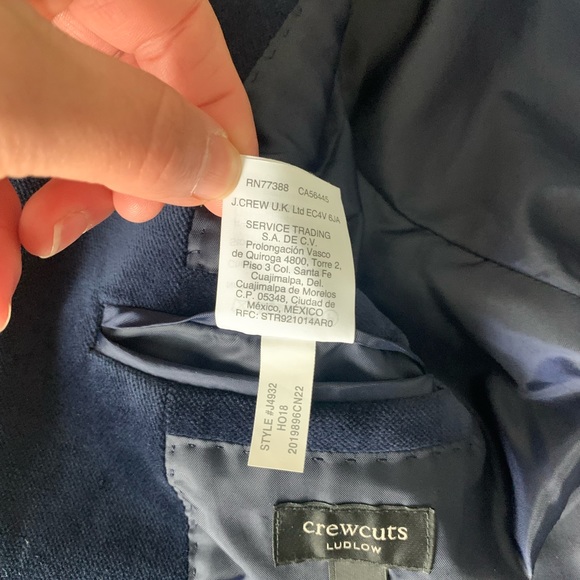 RN77388 CA56445
J.CREW U.K. Ltd EC4V 6JA
SERVICE TRADING
S.A. DE C.V.
Prolongación Vasco
de Quiroga 4800, Torre 2,
Piso 3 Col. Santa Fe
Cuajimalpa, Del.
Cuajimalpa de Morelos
C.P. 05348, Ciudad de
México, MÉXICO
RFC: STR921014AR0
STYLE #J4932
HO18
2019896CN22
crewcuts
LUDLOW